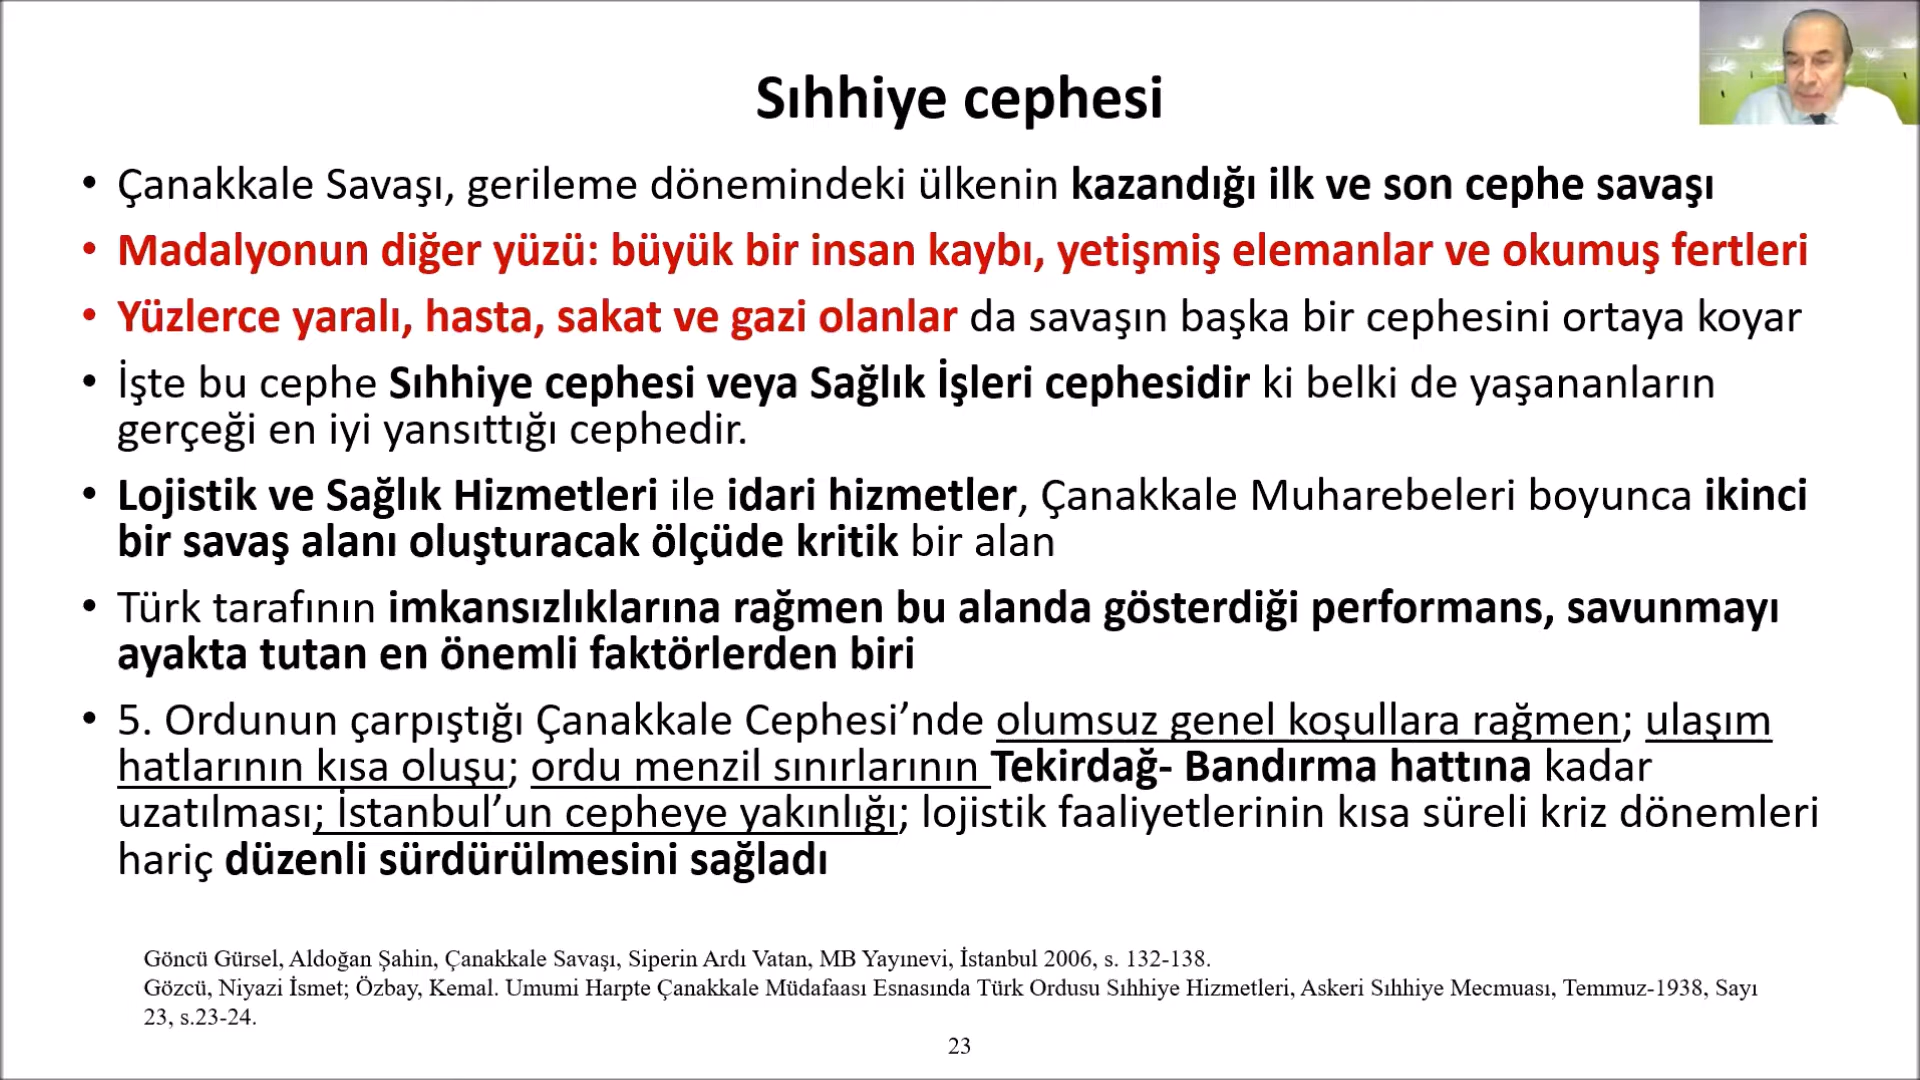 Sıhhiye cephesi
• Çanakkale Savaşı, gerileme dönemindeki ülkenin kazandığı ilk ve son cephe savaşı
• Madalyonun diğer yüzü: büyük bir insan kaybı, yetişmiş elemanlar ve okumuş fertleri
• Yüzlerce yaralı, hasta, sakat ve gazi olanlar da savaşın başka bir cephesini ortaya koyar
• İşte bu cephe Sıhhiye cephesi veya Sağlık İşleri cephesidir ki belki de yaşananların
gerçeği en iyi yansıttığı cephedir.
• Lojistik ve Sağlık Hizmetleri ile idari hizmetler, Çanakkale Muharebeleri boyunca ikinci
bir savaş alanı oluşturacak ölçüde kritik bir alan
• Türk tarafının imkansızlıklarına rağmen bu alanda gösterdiği performans, savunmayı
ayakta tutan en önemli faktörlerden biri
• 5. Ordunun çarpıştığı Çanakkale Cephesi’nde olumsuz genel koşullara rağmen; ulaşım
hatlarının kısa oluşu; ordu menzil sınırlarının Tekirdağ- Bandırma hattına kadar
uzatılması; İstanbul’un cepheye yakınlığı; lojistik faaliyetlerinin kısa süreli kriz dönemleri
hariç düzenli sürdürülmesini sağladı
Göncü Gürsel, Aldoğan Şahin, Çanakkale Savaşı, Siperin Ardı Vatan, MB Yayınevi, İstanbul 2006, s. 132-138.
Gözcü, Niyazi İsmet; Özbay, Kemal. Umumi Harpte Çanakkale Müdafaası Esnasında Türk Ordusu Sıhhiye Hizmetleri, Askeri Sıhhiye Mecmuası, Temmuz-1938, Sayı
23, s.23-24.
23